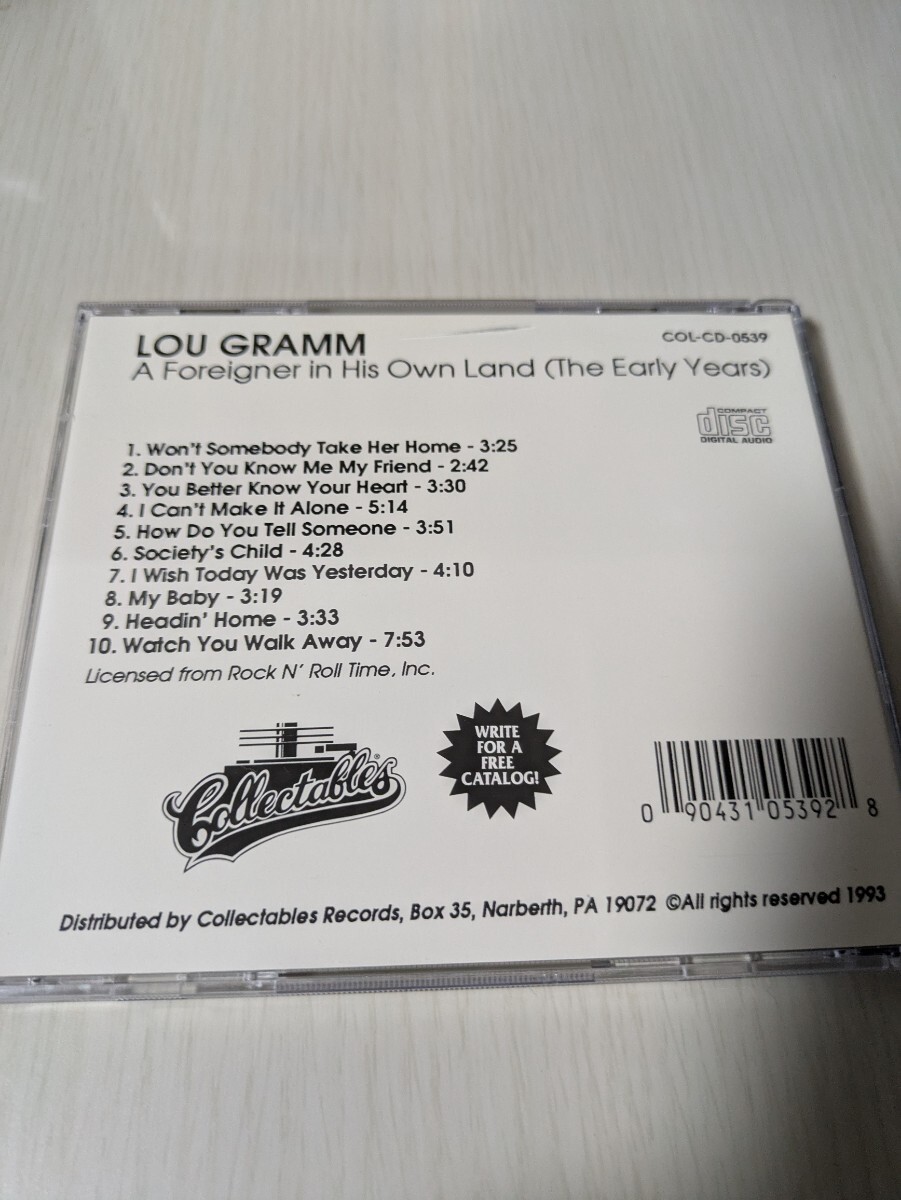 LOU GRAMM
COL-CD-0539
A Foreigner in His Own Land (The Early Years)
COMPACT
disc
DIGITAL AUDIO
1. Won't Somebody Take Her Home - 3:25
2. Don't You Know Me My Friend - 2:42
3. You Better Know Your Heart - 3:30
4. I Can't Make It Alone - 5:14
5. How Do You Tell Someone - 3:51
6. Society's Child - 4:28
7. I Wish Today Was Yesterday - 4:10
8. My Baby - 3:19
9. Headin' Home - 3:33
10. Watch You Walk Away - 7:53
Licensed from Rock N' Roll Time, Inc.
Collectables®
WRITE
FOR A
FREE
CATALOG!
0 90431 05392 8
Distributed by Collectables Records, Box 35, Narberth, PA 19072 ©All rights reserved 1993